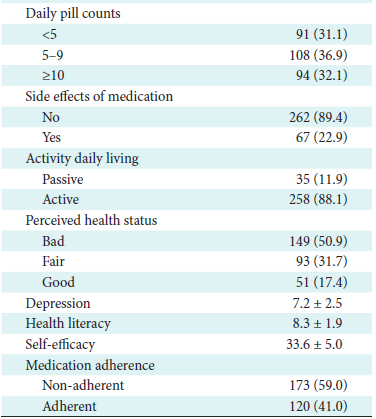 Daily pill counts
<5 91 (31.1)
5–9 108 (36.9)
≥10 94 (32.1)
Side effects of medication
No 262 (89.4)
Yes 67 (22.9)
Activity daily living
Passive 35 (11.9)
Active 258 (88.1)
Perceived health status
Bad 149 (50.9)
Fair 93 (31.7)
Good 51 (17.4)
Depression 7.2 ± 2.5
Health literacy 8.3 ± 1.9
Self-efficacy 33.6 ± 5.0
Medication adherence
Non-adherent 173 (59.0)
Adherent 120 (41.0)